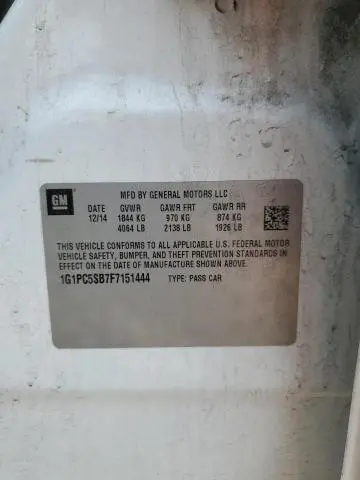 GM
MFD BY GENERAL MOTORS LLC
DATE GVWR GAWR FRT GAWR RR
12/14 1844 KG 970 KG 874 KG
4064 LB 2138 LB 1926 LB
THIS VEHICLE CONFORMS TO ALL APPLICABLE U.S. FEDERAL MOTOR
VEHICLE SAFETY, BUMPER, AND THEFT PREVENTION STANDARDS
IN EFFECT ON THE DATE OF MANUFACTURE SHOWN ABOVE.
1G1PC5SB7F7151444 TYPE: PASS CAR